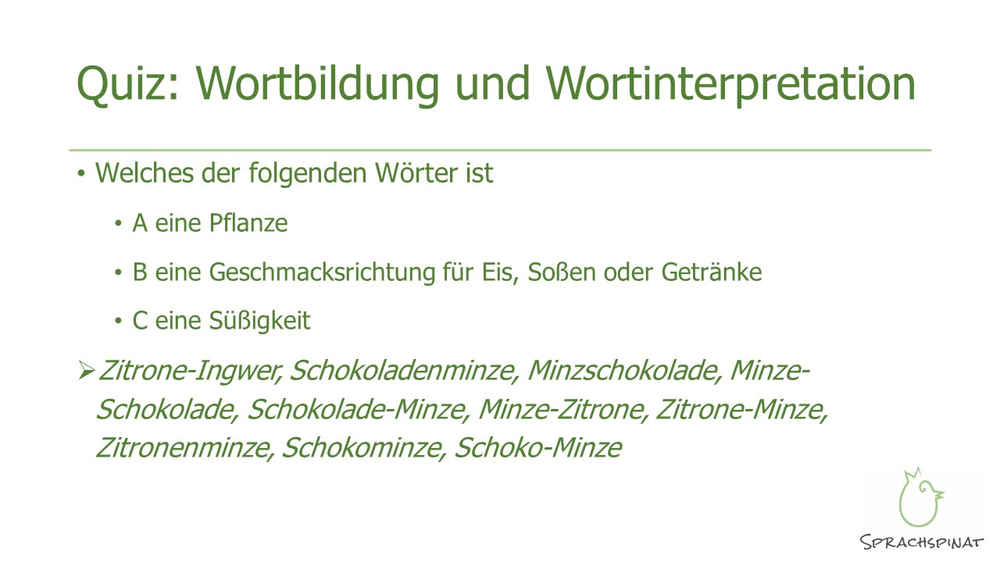 Quiz: Wortbildung und Wortinterpretation
• Welches der folgenden Wörter ist
• A eine Pflanze
• B eine Geschmacksrichtung für Eis, Soßen oder Getränke
• C eine Süßigkeit
➢ Zitrone-Ingwer, Schokoladenminze, Minzschokolade, Minze-
Schokolade, Schokolade-Minze, Minze-Zitrone, Zitrone-Minze,
Zitronenminze, Schokominze, Schoko-Minze
Sprachspinat